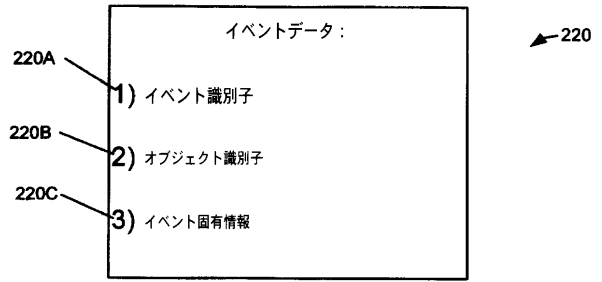 イベントデータ：
220
220A
1) イベント識別子
220B
2) オブジェクト識別子
220C
3) イベント固有情報